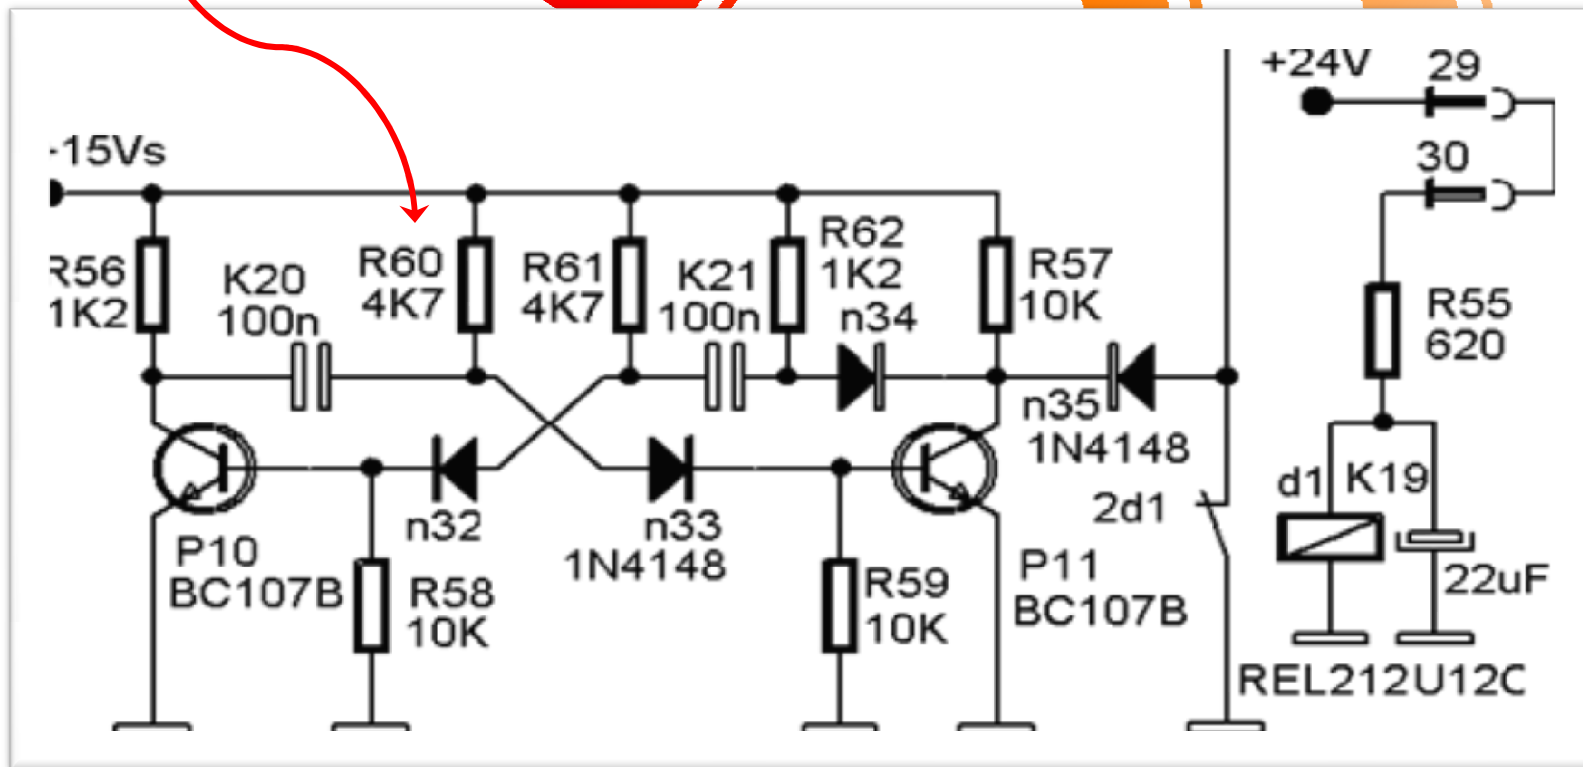 +24V
29
-15Vs
30
R56
1K2
K20
100n
R60
4K7
R61
4K7
K21
100n
R62
1K2
n34
R57
10K
R55
620
n35
1N4148
n32
n33
1N4148
2d1
d1
K19
P10
BC107B
R58
10K
R59
10K
P11
BC107B
22uF
REL212U12C